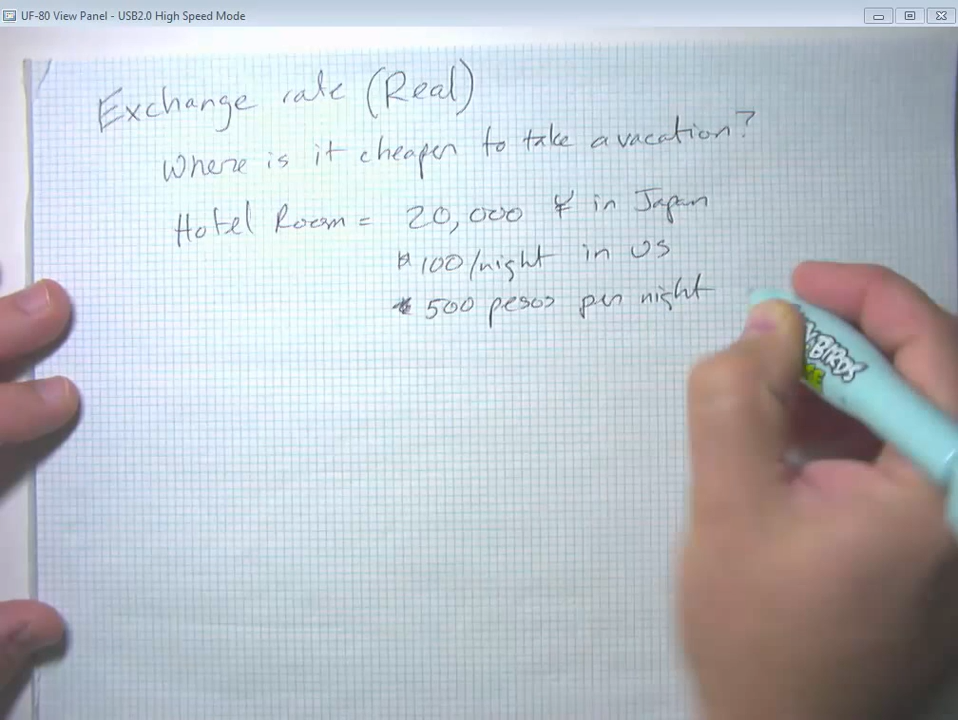 UF-80 View Panel - USB2.0 High Speed Mode
Exchange rate (Real)
Where is it cheaper to take a vacation?
Hotel Room = 20,000 ¥ in Japan
$100/night in US
500 pesos per night
BIRDS